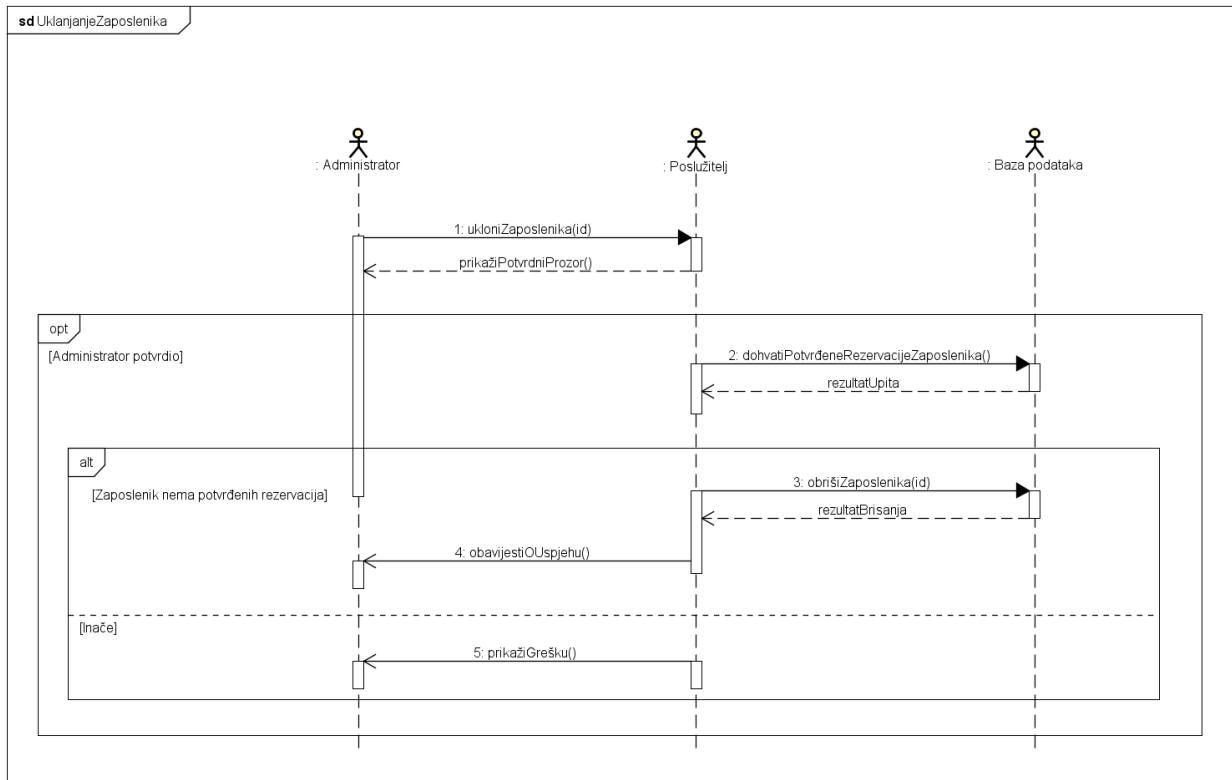 sd UklanjanjeZaposlenika
: Administrator
: Poslužitelj
: Baza podataka
1: ukloniZaposlenika(id)
prikažiPotvrdniProzor()
opt
[Administrator potvrdio]
2: dohvatiPotvrđeneRezervacijeZaposlenika()
rezultatUpita
alt
[Zaposlenik nema potvrđenih rezervacija]
3: obrišiZaposlenika(id)
rezultatBrisanja
4: obavijestiOUspjehu()
[Inače]
5: prikažiGrešku()